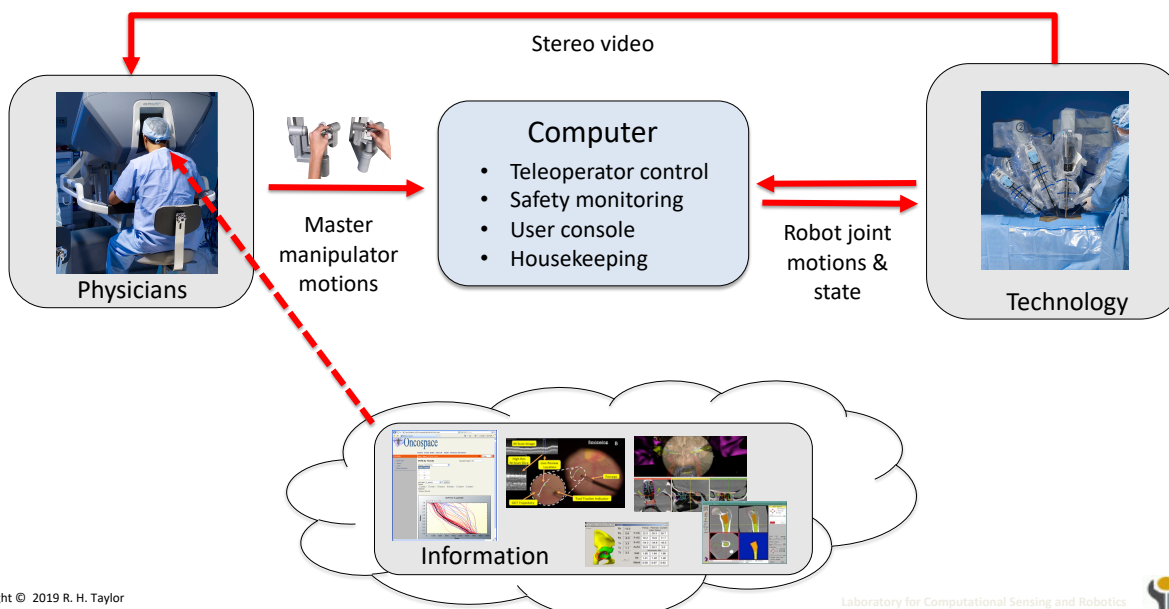 Stereo video
Computer
• Teleoperator control
• Safety monitoring
• User console
• Housekeeping
Master
manipulator
motions
Robot joint
motions &
state
Physicians
Technology
Oncospace
Information
ht © 2019 R. H. Taylor
Laboratory for Computational Sensing and Robotics